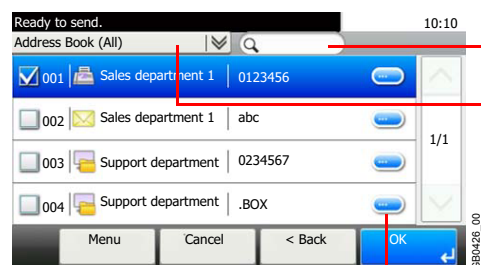 Ready to send. 10:10
Address Book (All)
001 Sales department 1 0123456
002 Sales department 1 abc
1/1
003 Support department 0234567
004 Support department .BOX
Menu Cancel < Back OK
GB0426_00